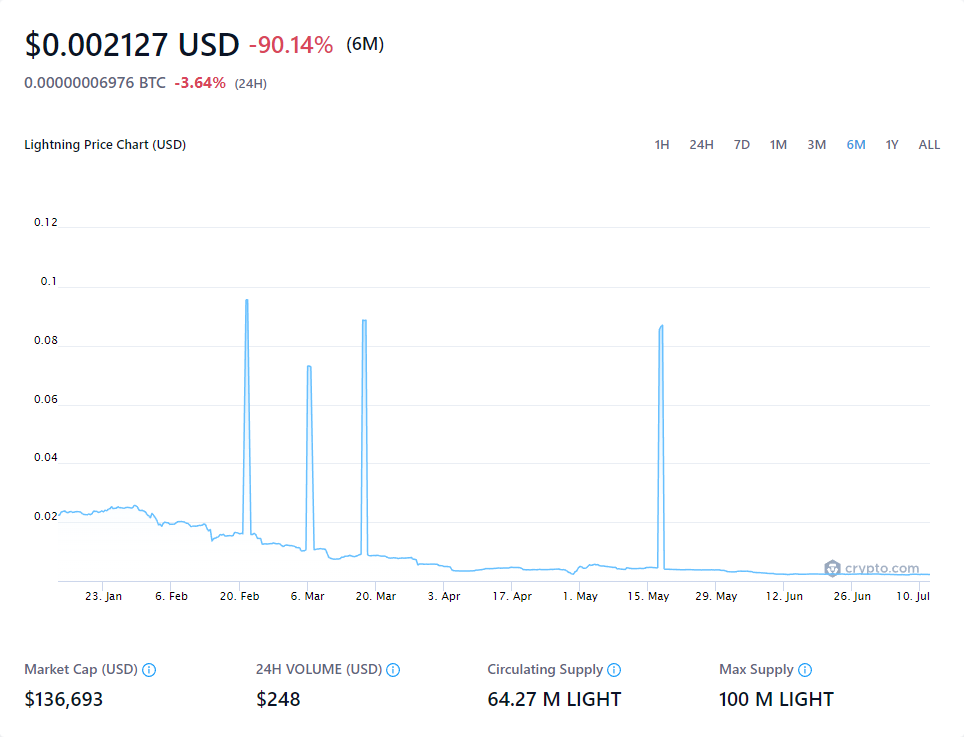 $0.002127 USD -90.14% (6M)
0.00000006976 BTC -3.64% (24H)
Lightning Price Chart (USD) 1H 24H 7D 1M 3M 6M 1Y ALL
0.12
0.1
0.08
0.06
0.04
0.02
crypto.com
23. Jan 6. Feb 20. Feb 6. Mar 20. Mar 3. Apr 17. Apr 1. May 15. May 29. May 12. Jun 26. Jun 10. Jul
Market Cap (USD) 24H VOLUME (USD) Circulating Supply Max Supply
$136,693 $248 64.27 M LIGHT 100 M LIGHT